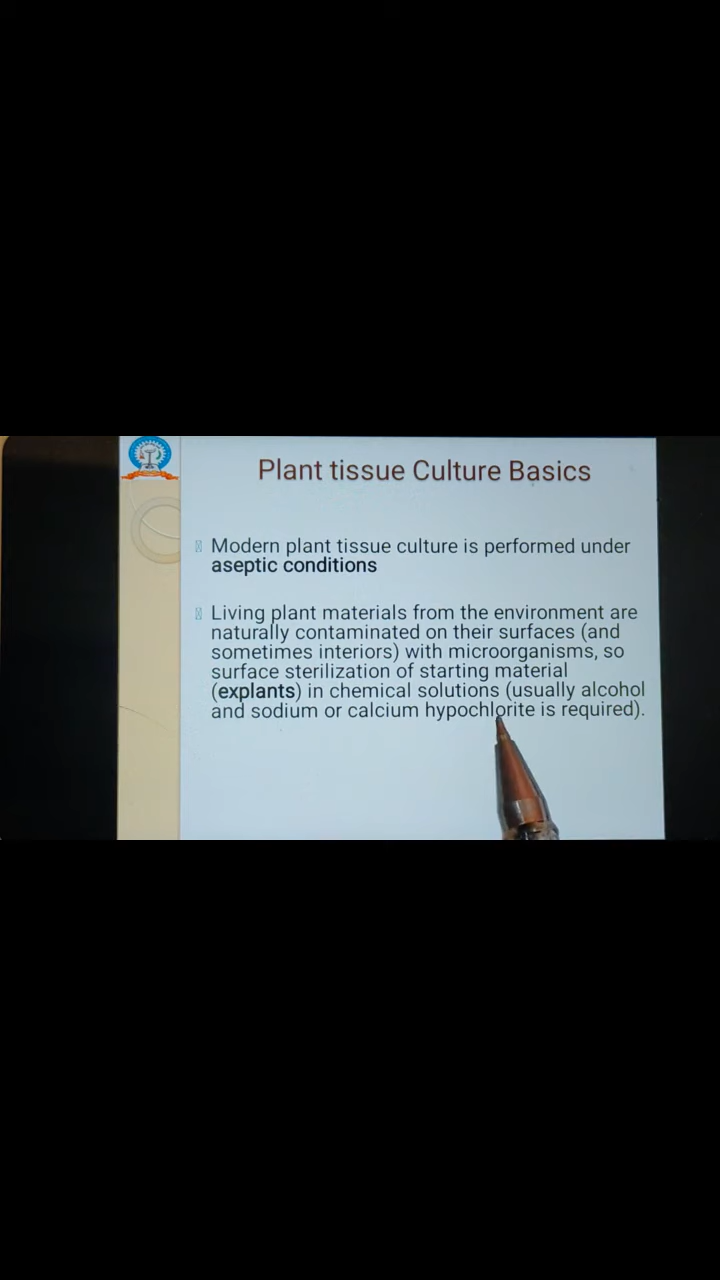 Plant tissue Culture Basics
Modern plant tissue culture is performed under
aseptic conditions
Living plant materials from the environment are
naturally contaminated on their surfaces (and
sometimes interiors) with microorganisms, so
surface sterilization of starting material
(explants) in chemical solutions (usually alcohol
and sodium or calcium hypochlorite is required).